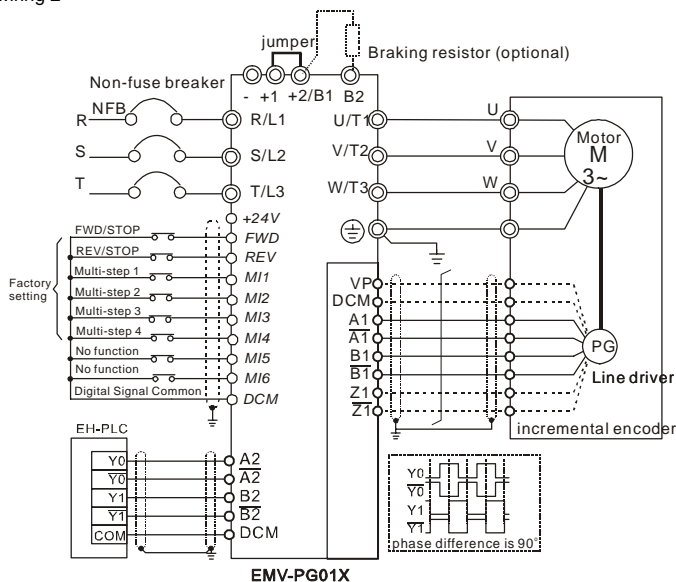 jumper
Braking resistor (optional)
Non-fuse breaker
- +1 +2/B1 B2
NFB
R R/L1 U/T1 U
S S/L2 V/T2 V
T T/L3 W/T3 W
Motor
M
3~
+24V
FWD/STOP FWD
REV/STOP REV
Multi-step 1 MI1
Multi-step 2 MI2
Multi-step 3 MI3
Multi-step 4 MI4
No function MI5
No function MI6
Digital Signal Common DCM
Factory
setting
VP
DCM
A1
A1
B1
B1
Z1
Z1
PG
Line driver
incremental encoder
EH-PLC
Y0 A2
Y0 A2
Y1 B2
Y1 B2
COM DCM
Y0
Y0
Y1
Y1
phase difference is 90°
EMV-PG01X